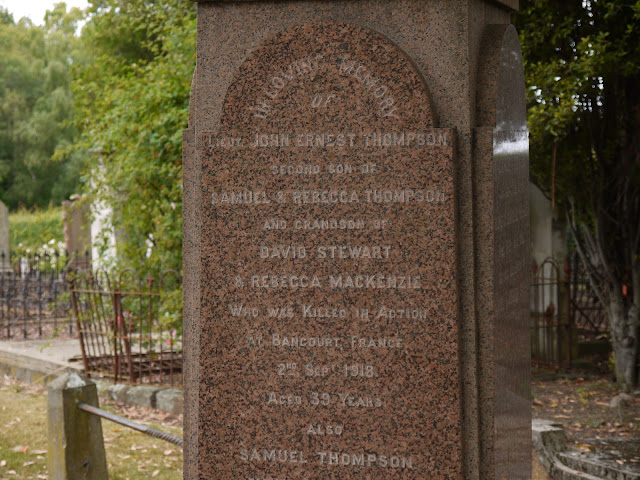 IN LOVING MEMORY
OF
LIEUT JOHN ERNEST THOMPSON
SECOND SON OF
SAMUEL & REBECCA THOMPSON
AND GRANDSON OF
DAVID STEWART
& REBECCA MACKENZIE
WHO WAS KILLED IN ACTION
AT BANCOURT, FRANCE
2ND SEPT 1918.
AGED 39 YEARS
ALSO
SAMUEL THOMPSON